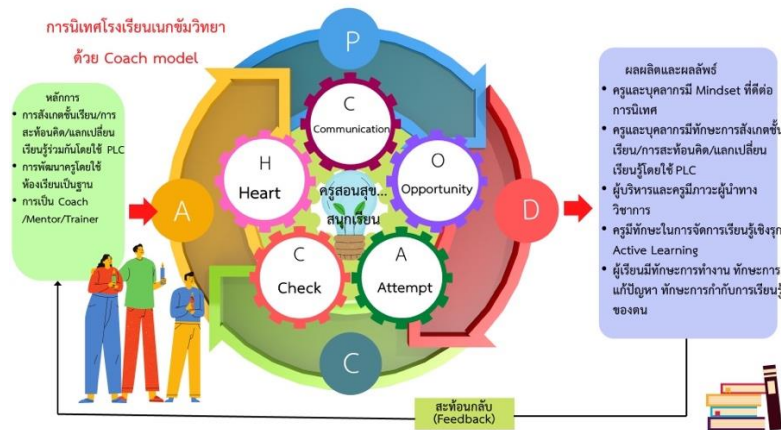 การนิเทศโรงเรียนเนกขัมวิทยา
ด้วย Coach model
หลักการ
• การสังเกตชั้นเรียน/การ
สะท้อนคิด/แลกเปลี่ยน
เรียนรู้ร่วมกันโดยใช้ PLC
• การพัฒนาครูโดยใช้
ห้องเรียนเป็นฐาน
• การเป็น Coach
/Mentor/Trainer
P
D
C
A
C
Communication
O
Opportunity
A
Attempt
C
Check
H
Heart
ครูสอนสุข...
สนุกเรียน
ผลผลิตและผลลัพธ์
• ครูและบุคลากรมี Mindset ที่ดีต่อ
การนิเทศ
• ครูและบุคลากรมีทักษะการสังเกตชั้น
เรียน/การสะท้อนคิด/แลกเปลี่ยน
เรียนรู้โดยใช้ PLC
• ผู้บริหารและครูมีภาวะผู้นำทาง
วิชาการ
• ครูมีทักษะในการจัดการเรียนรู้เชิงรุก
Active Learning
• ผู้เรียนมีทักษะการทำงาน ทักษะการ
แก้ปัญหา ทักษะการกำกับการเรียนรู้
ของตน
สะท้อนกลับ
(Feedback)